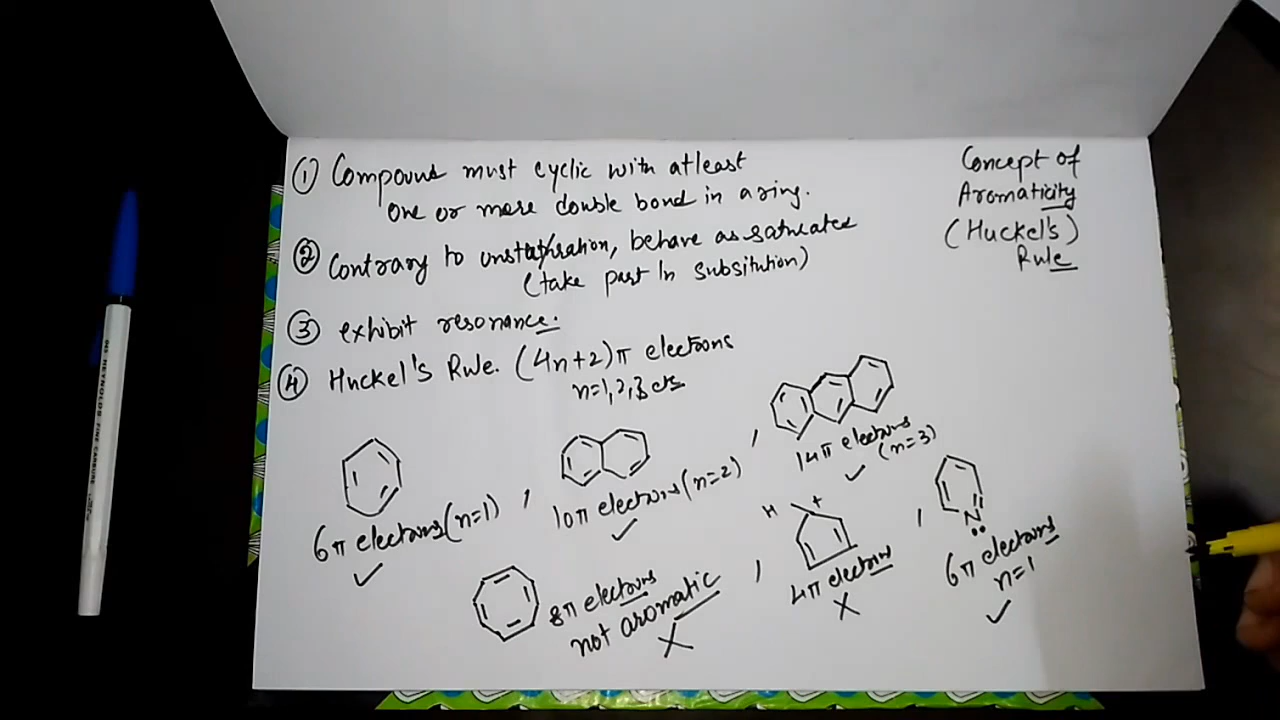 ① Compound must cyclic with atleast
one or more double bond in a ring.
② Contrary to unstaturation, behave as saturated
(take part In subsitution)
③ exhibit resonance.
④ Huckel's Rule. (4n+2)π electrons
n=1,2,3 etc
Concept of
Aromaticity
(Huckel's)
Rule
6π electrons(n=1) ,
✓
10π electrons(n=2) ,
✓
14π electrons
(n=3)
✓
8π electrons
not aromatic ,
X
H +
4π electrons ,
X
N
6π electrons
n=1
✓